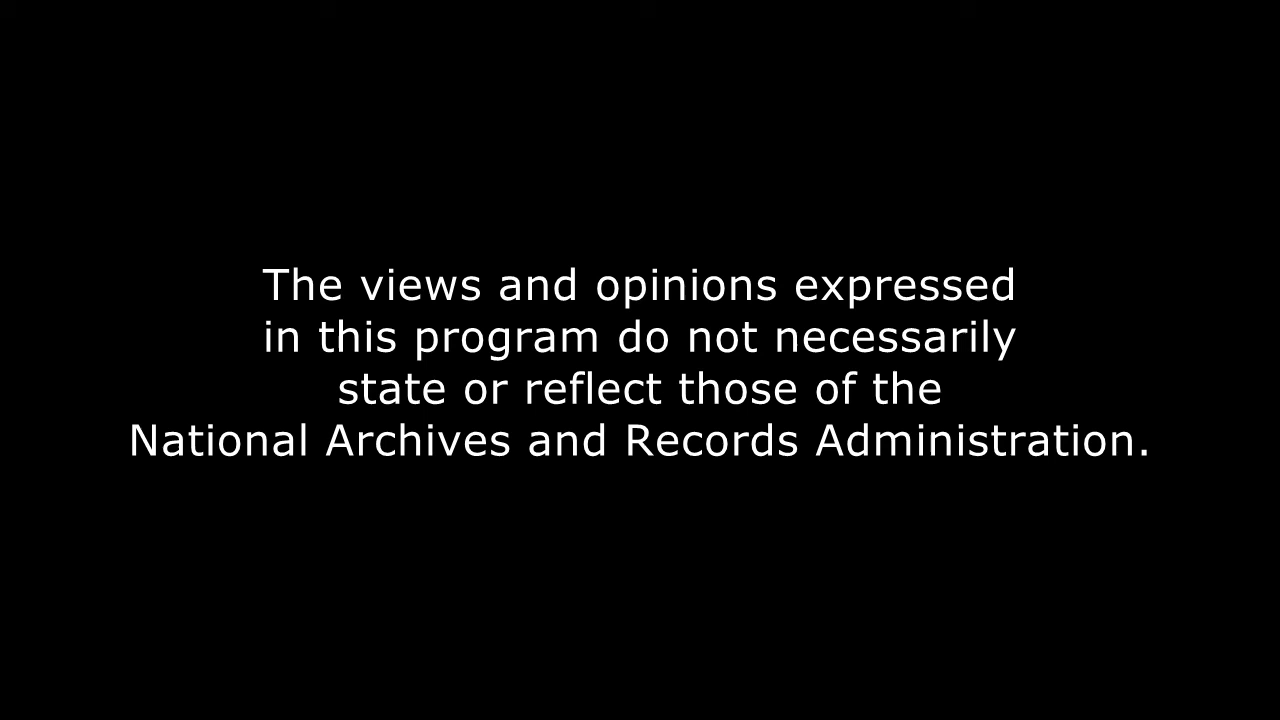 The views and opinions expressed
in this program do not necessarily
state or reflect those of the
National Archives and Records Administration.